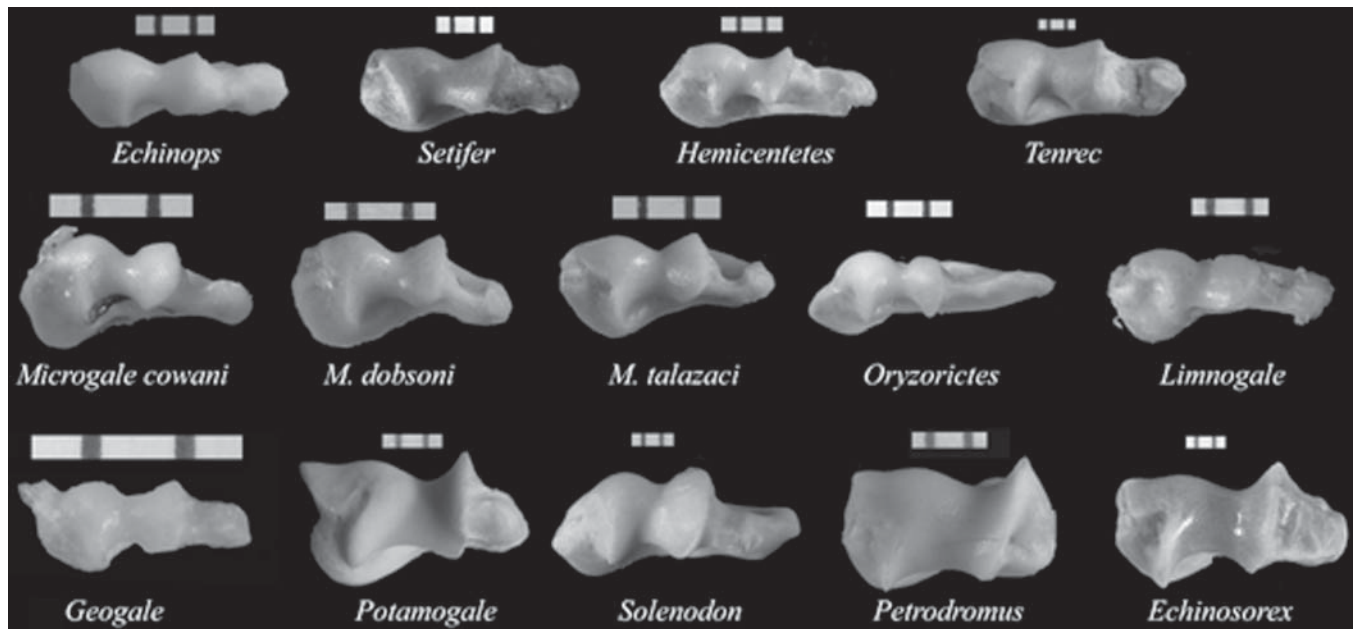 Echinops Setifer Hemicentetes Tenrec
Microgale cowani M. dobsoni M. talazaci Oryzorictes Limnogale
Geogale Potamogale Solenodon Petrodromus Echinosorex